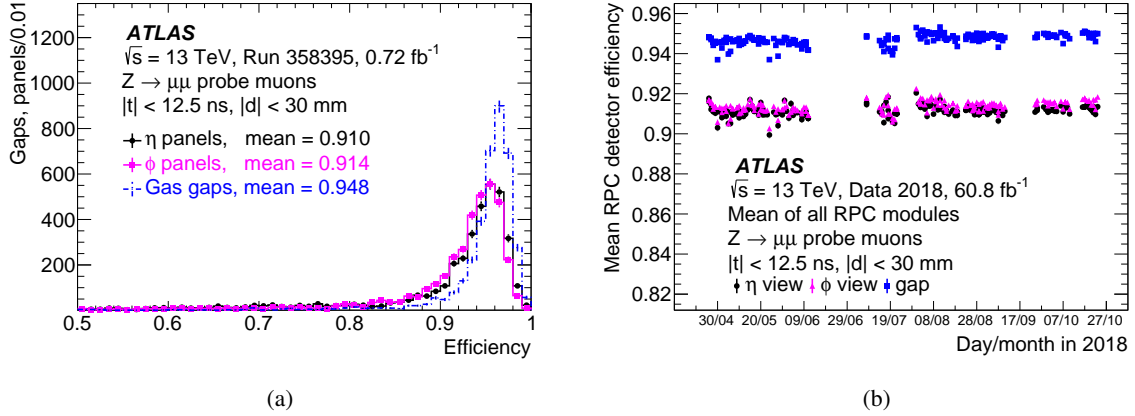 Gaps, panels/0.01
1200
1000
800
600
400
200
ATLAS
√s = 13 TeV, Run 358395, 0.72 fb⁻¹
Z → μμ probe muons
|t| < 12.5 ns, |d| < 30 mm
η panels, mean = 0.910
ϕ panels, mean = 0.914
Gas gaps, mean = 0.948
0.5 0.6 0.7 0.8 0.9 1
Efficiency
(a)
Mean RPC detector efficiency
0.96
0.94
0.92
0.9
0.88
0.86
0.84
0.82
ATLAS
√s = 13 TeV, Data 2018, 60.8 fb⁻¹
Mean of all RPC modules
Z → μμ probe muons
|t| < 12.5 ns, |d| < 30 mm
η view ϕ view gap
30/04 20/05 09/06 29/06 19/07 08/08 28/08 17/09 07/10 27/10
Day/month in 2018
(b)